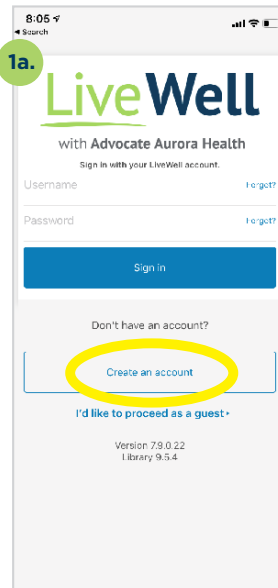 8:05
Search
1a.
LiveWell
with Advocate Aurora Health
Sign in with your LiveWell account.
Username Forgot?
Password Forgot?
Sign in
Don't have an account?
Create an account
I'd like to proceed as a guest
Version 7.9.0.22
Library 9.6.4